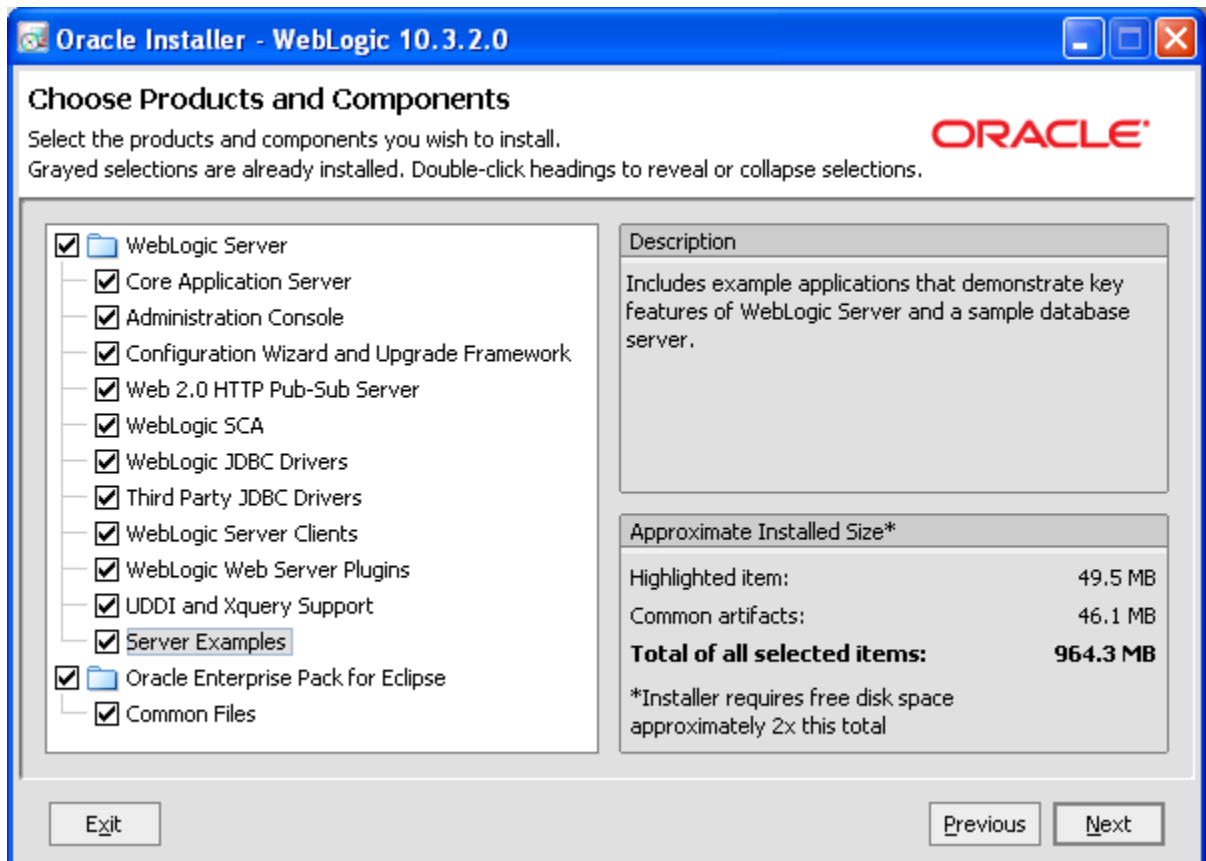 Oracle Installer - WebLogic 10.3.2.0
Choose Products and Components
Select the products and components you wish to install.
Grayed selections are already installed. Double-click headings to reveal or collapse selections.
ORACLE
WebLogic Server
Core Application Server
Administration Console
Configuration Wizard and Upgrade Framework
Web 2.0 HTTP Pub-Sub Server
WebLogic SCA
WebLogic JDBC Drivers
Third Party JDBC Drivers
WebLogic Server Clients
WebLogic Web Server Plugins
UDDI and Xquery Support
Server Examples
Oracle Enterprise Pack for Eclipse
Common Files
Description
Includes example applications that demonstrate key
features of WebLogic Server and a sample database
server.
Approximate Installed Size*
Highlighted item: 49.5 MB
Common artifacts: 46.1 MB
Total of all selected items: 964.3 MB
*Installer requires free disk space
approximately 2x this total
Exit
Previous
Next